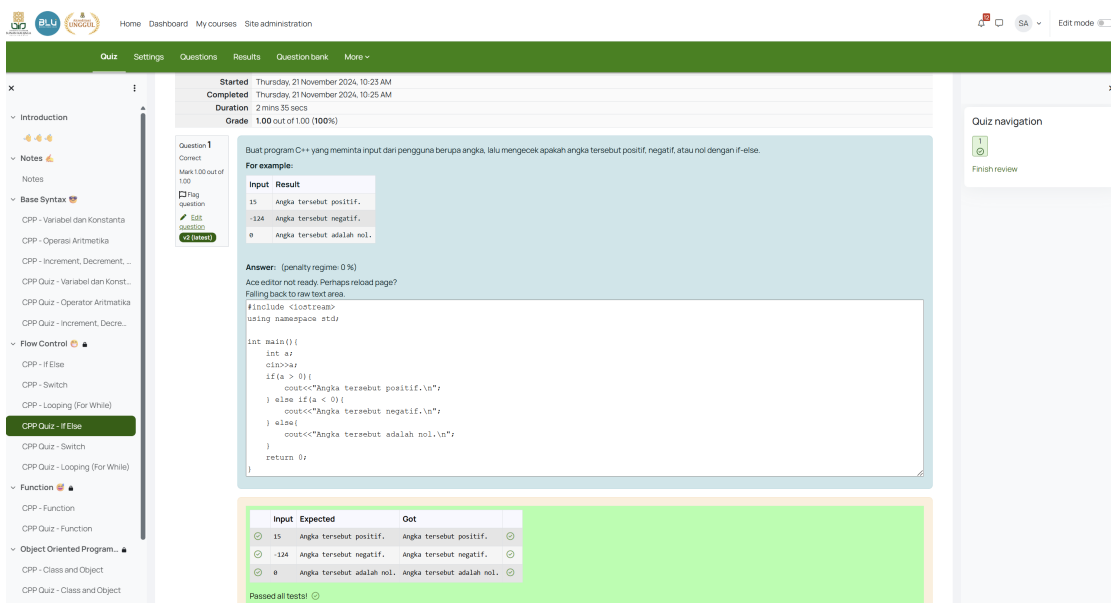 BLU
UNGGUL
Home Dashboard My courses Site administration
SA
Edit mode
Quiz Settings Questions Results Question bank More
Introduction
Notes
Notes
Base Syntax
CPP - Variabel dan Konstanta
CPP - Operasi Aritmetika
CPP - Increment, Decrement, ...
CPP Quiz - Variabel dan Konst...
CPP Quiz - Operator Aritmatika
CPP Quiz - Increment, Decre...
Flow Control
CPP - If Else
CPP - Switch
CPP - Looping (For While)
CPP Quiz - If Else
CPP Quiz - Switch
CPP Quiz - Looping (For While)
Function
CPP - Function
CPP Quiz - Function
Object Oriented Program...
CPP - Class and Object
CPP Quiz - Class and Object
Started Thursday, 21 November 2024, 10:23 AM
Completed Thursday, 21 November 2024, 10:25 AM
Duration 2 mins 35 secs
Grade 1.00 out of 1.00 (100%)
Question 1
Correct
Mark 1.00 out of
1.00
Flag
question
Edit
question
v2 (latest)
Buat program C++ yang meminta input dari pengguna berupa angka, lalu mengecek apakah angka tersebut positif, negatif, atau nol dengan if-else.
For example:
Input Result
15 Angka tersebut positif.
-124 Angka tersebut negatif.
0 Angka tersebut adalah nol.
Answer: (penalty regime: 0 %)
Ace editor not ready. Perhaps reload page?
Falling back to raw text area.
#include <iostream>
using namespace std;
int main(){
int a;
cin>>a;
if(a > 0){
cout<<"Angka tersebut positif.\n";
} else if(a < 0){
cout<<"Angka tersebut negatif.\n";
} else{
cout<<"Angka tersebut adalah nol.\n";
}
return 0;
}
Input Expected Got
15 Angka tersebut positif. Angka tersebut positif.
-124 Angka tersebut negatif. Angka tersebut negatif.
0 Angka tersebut adalah nol. Angka tersebut adalah nol.
Passed all tests!
Quiz navigation
1
Finish review